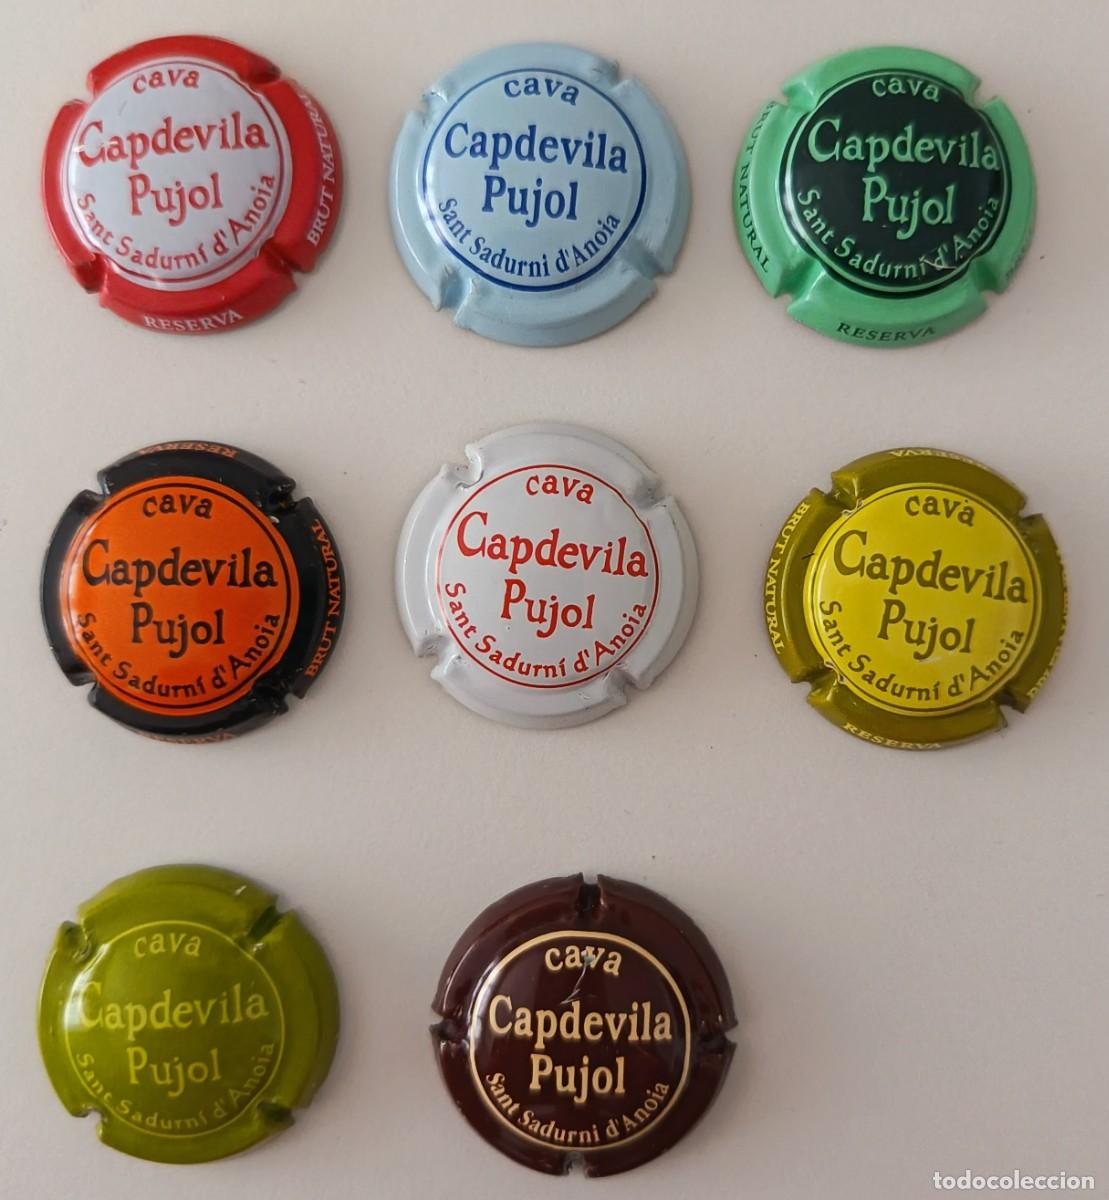 cava
Capdevila
Pujol
Sant Sadurní d'Anoia
BRUT NATURAL
RESERVA
cava
Capdevila
Pujol
Sant Sadurní d'Anoia
cava
Capdevila
Pujol
Sant Sadurní d'Anoia
BRUT NATURAL
RESERVA
RESERVA
cava
Capdevila
Pujol
Sant Sadurní d'Anoia
BRUT NATURAL
RESERVA
cava
Capdevila
Pujol
Sant Sadurní d'Anoia
RESERVA
cava
Capdevila
Pujol
Sant Sadurní d'Anoia
BRUT NATURAL
RESERVA
cava
Capdevila
Pujol
Sant Sadurní d'Anoia
cava
Capdevila
Pujol
Sant Sadurní d'Anoia
todocoleccion